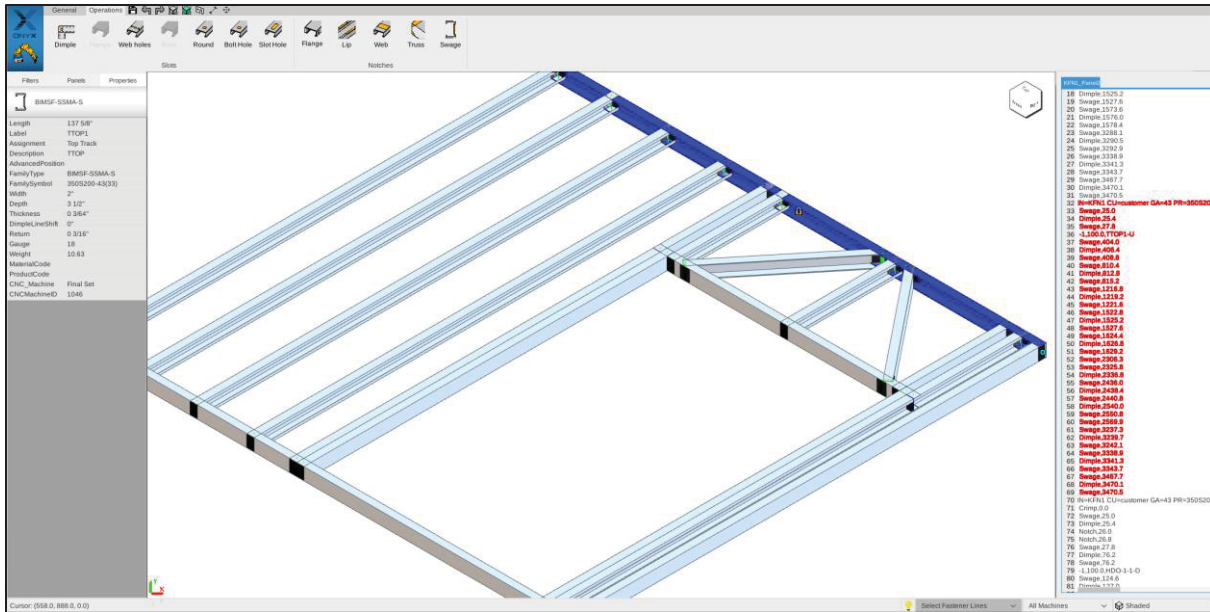 General Operations
ONYX
Dimple
Web holes
Round
Bolt Hole
Slot Hole
Flange
Lip
Web
Truss
Swage
Slots
Notches
Filters Panels Properties
BIMSF-SSMA-S
Length 137 5/8"
Label TTOP1
Assignment Top Track
Description TTOP
AdvancedPosition
FamilyType BIMSF-SSMA-S
FamilySymbol 350S200-43(33)
Width 2"
Depth 3 1/2"
Thickness 0 3/64"
DimpleLineShift 0"
Return 0 3/16"
Gauge 18
Weight 10.63
MaterialCode
ProductCode
CNC_Machine Final Set
CNCMachineID 1046
18 Dimple,1525.2
19 Swage,1527.6
20 Swage,1573.6
21 Dimple,1576.0
22 Swage,1578.4
23 Swage,3288.1
24 Dimple,3290.5
25 Swage,3292.9
26 Swage,3338.9
27 Dimple,3341.3
28 Swage,3343.7
29 Swage,3467.7
30 Dimple,3470.1
31 Swage,3470.5
32 IN=KFN1 CU=customer GA=43 PR=350S20
33 Swage,25.0
34 Dimple,25.4
35 Swage,27.8
36 -1,100.0,TTOP1-U
37 Swage,404.0
38 Dimple,406.4
39 Swage,408.8
40 Swage,810.4
41 Dimple,812.8
42 Swage,815.2
43 Swage,1216.8
44 Dimple,1219.2
45 Swage,1221.6
46 Swage,1522.8
47 Dimple,1525.2
48 Swage,1527.6
49 Swage,1624.4
50 Dimple,1626.8
51 Swage,1629.2
52 Swage,2308.3
53 Swage,2325.8
54 Dimple,2336.8
55 Swage,2436.0
56 Dimple,2438.4
57 Swage,2440.8
58 Dimple,2540.0
59 Swage,2550.8
60 Swage,2569.9
61 Swage,3237.3
62 Dimple,3239.7
63 Swage,3242.1
64 Swage,3338.9
65 Dimple,3341.3
66 Swage,3343.7
67 Swage,3467.7
68 Dimple,3470.1
69 Swage,3470.5
70 IN=KFN1 CU=customer GA=43 PR=350S20
71 Crimp,0.0
72 Swage,25.0
73 Dimple,25.4
74 Notch,26.0
75 Notch,26.8
76 Swage,27.8
77 Dimple,76.2
78 Swage,76.2
79 -1,100.0,HDO-1-1-D
80 Swage,124.6
81 Dimple,127.0
Y
X
Cursor: (558.0, 888.0, 0.0)
Select Fastener Lines
All Machines
Shaded